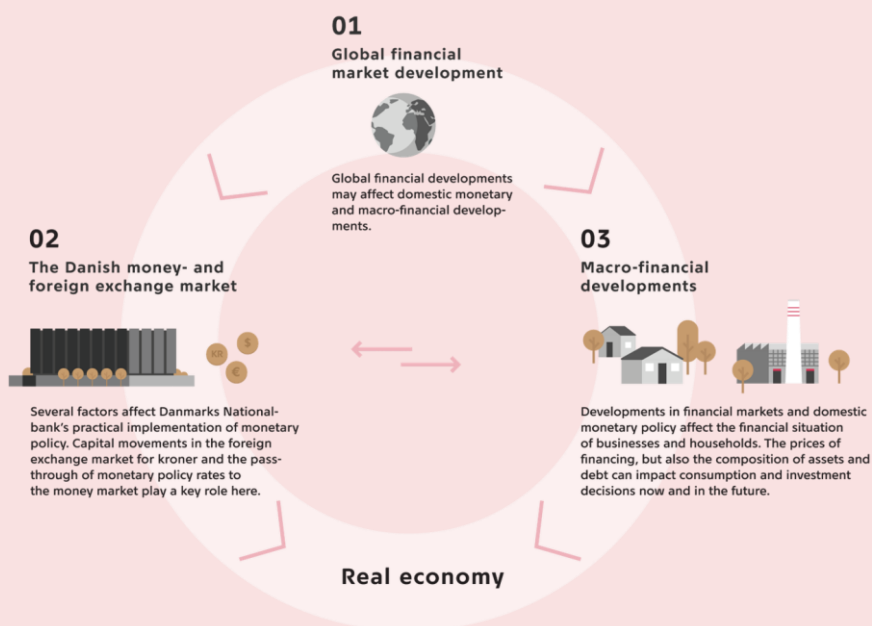 01
Global financial
market development
Global financial developments
may affect domestic monetary
and macro-financial develop-
ments.
02
The Danish money- and
foreign exchange market
KR
$
€
Several factors affect Danmarks National-
bank's practical implementation of monetary
policy. Capital movements in the foreign
exchange market for kroner and the pass-
through of monetary policy rates to
the money market play a key role here.
03
Macro-financial
developments
Developments in financial markets and domestic
monetary policy affect the financial situation
of businesses and households. The prices of
financing, but also the composition of assets and
debt can impact consumption and investment
decisions now and in the future.
Real economy